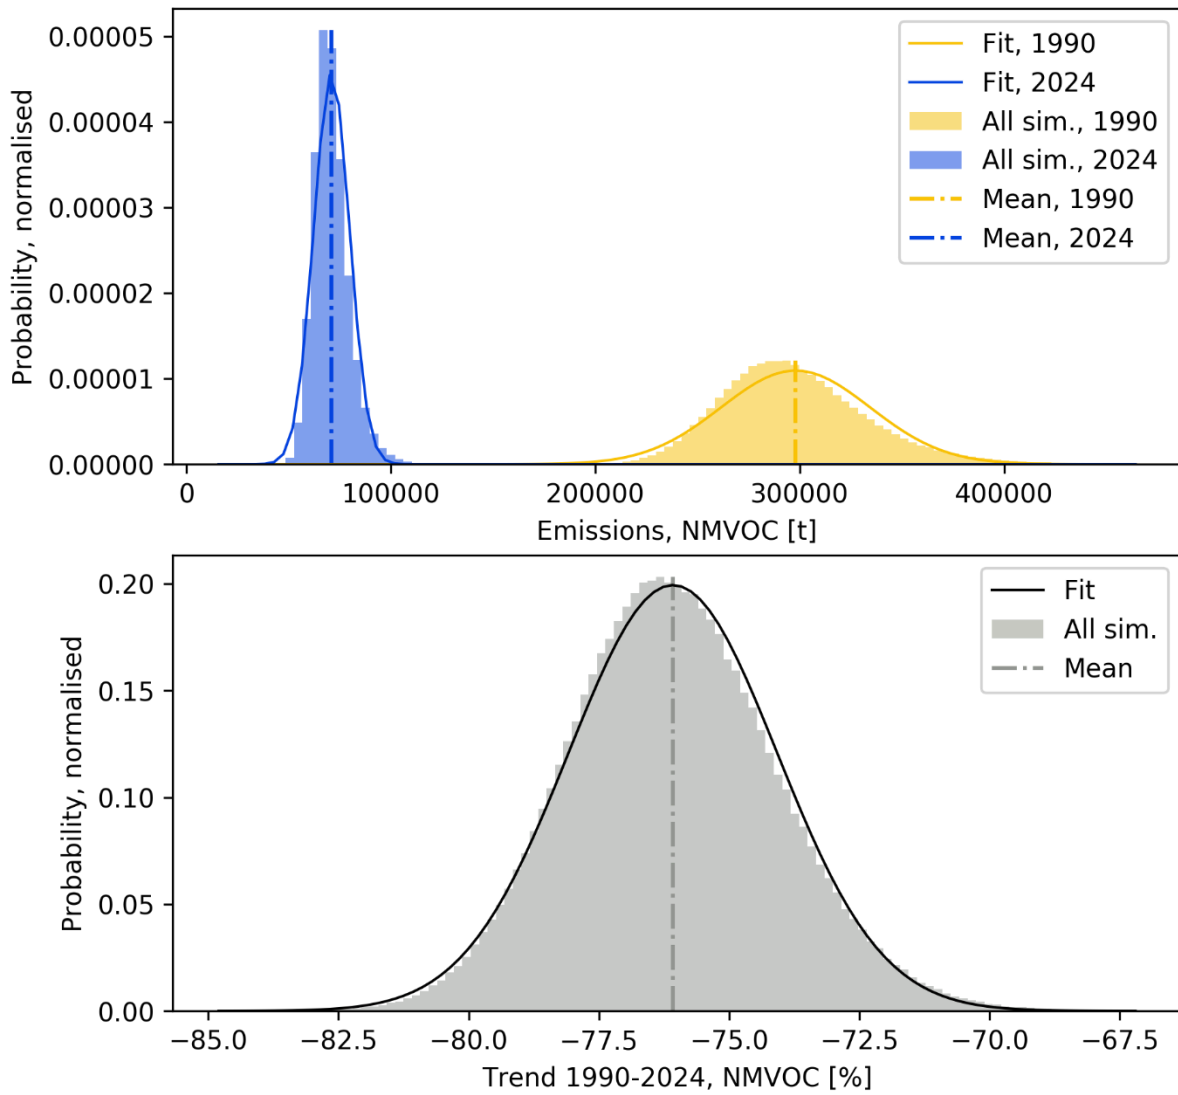 Probability, normalised
0.00005
0.00004
0.00003
0.00002
0.00001
0.00000
Fit, 1990
Fit, 2024
All sim., 1990
All sim., 2024
Mean, 1990
Mean, 2024
0 100000 200000 300000 400000
Emissions, NMVOC [t]
Probability, normalised
0.20
0.15
0.10
0.05
0.00
Fit
All sim.
Mean
−85.0 −82.5 −80.0 −77.5 −75.0 −72.5 −70.0 −67.5
Trend 1990-2024, NMVOC [%]